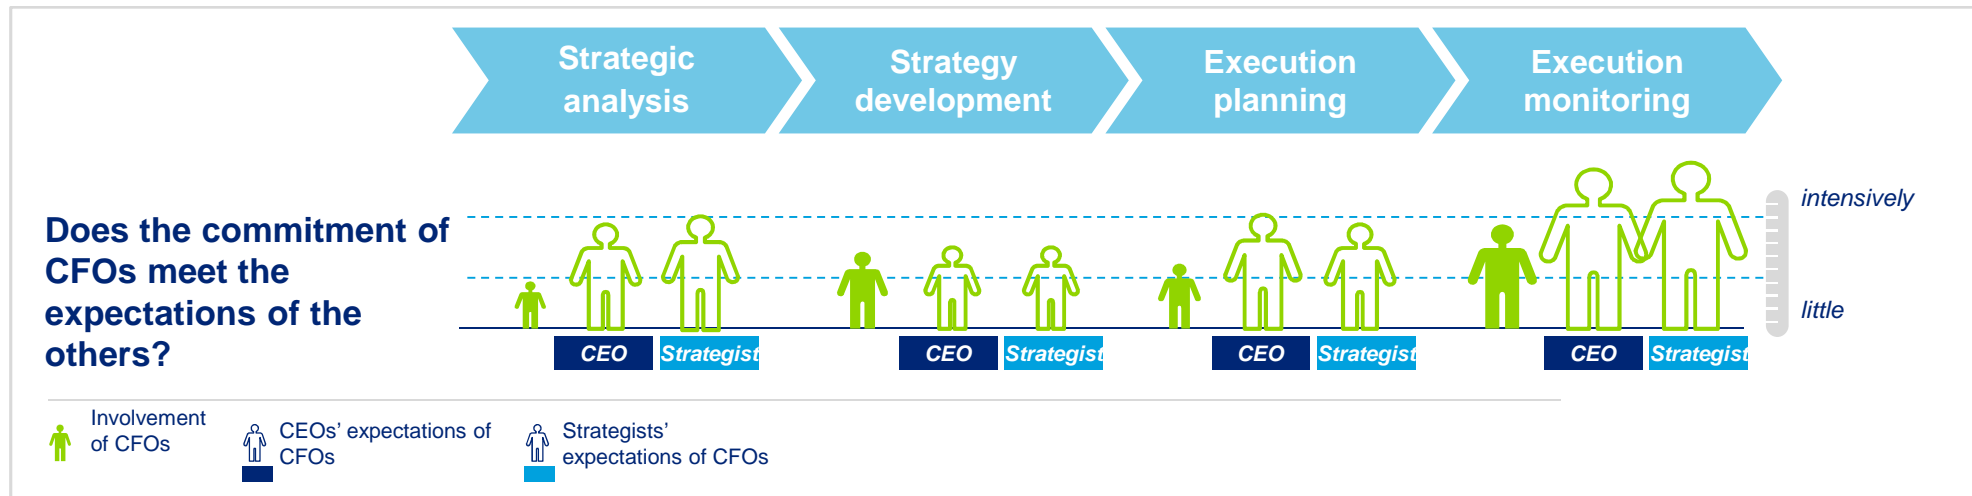 Strategic
analysis
Strategy
development
Execution
planning
Execution
monitoring
Does the commitment of
CFOs meet the
expectations of the
others?
intensively
little
CEO
Strategist
CEO
Strategist
CEO
Strategist
CEO
Strategist
Involvement
of CFOs
CEOs' expectations of
CFOs
Strategists'
expectations of CFOs